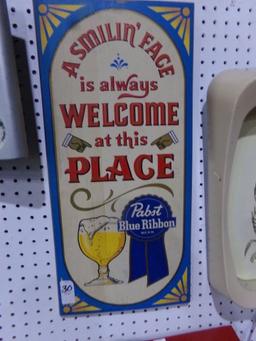 A SMILIN' FACE
is always
WELCOME
at this
PLACE
Pabst
Blue Ribbon
30